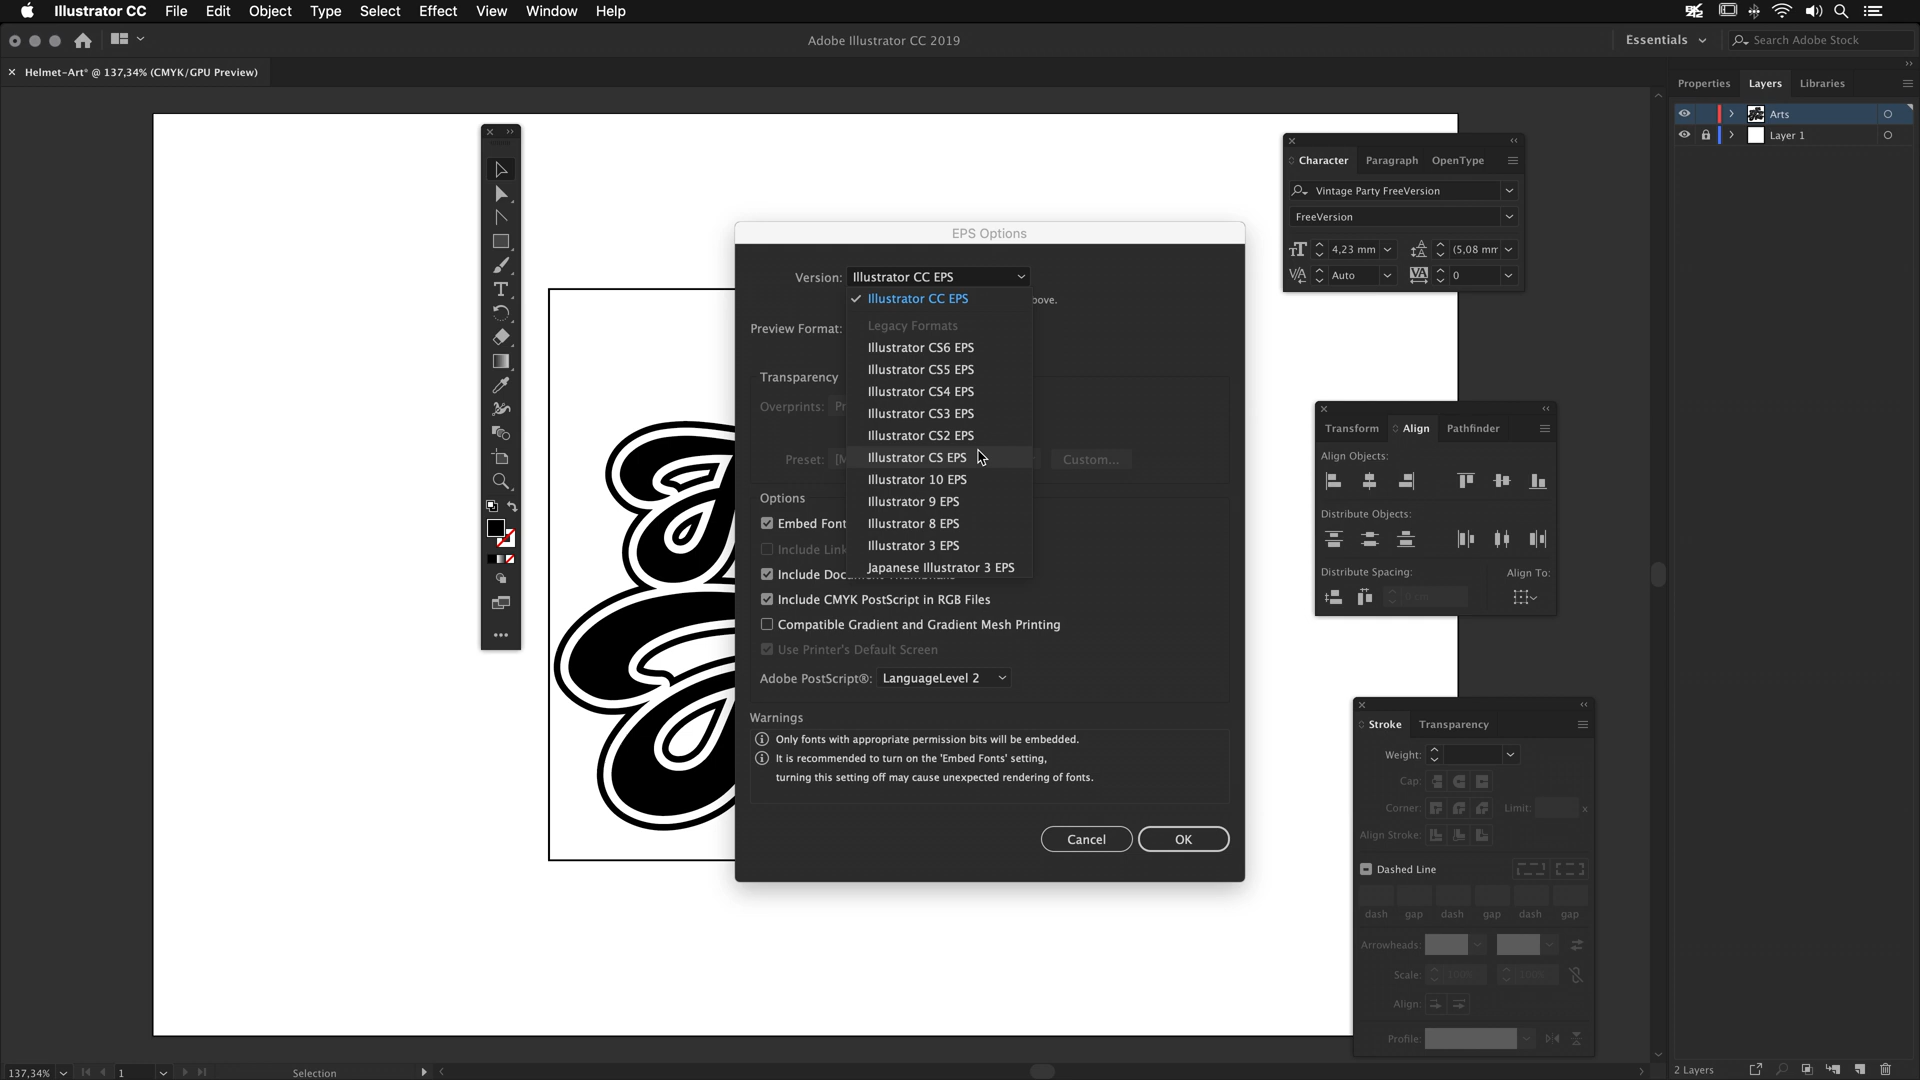 Illustrator CC File Edit Object Type Select Effect View Window Help
Adobe Illustrator CC 2019
Essentials
Search Adobe Stock
Helmet-Art* @ 137,34% (CMYK/GPU Preview)
Properties Layers Libraries
Arts
Layer 1
Character Paragraph OpenType
Vintage Party FreeVersion
FreeVersion
4,23 mm (5,08 mm
Auto 0
EPS Options
Version: Illustrator CC EPS
Illustrator CC EPS
bove.
Legacy Formats
Preview Format:
Illustrator CS6 EPS
Illustrator CS5 EPS
Transparency
Illustrator CS4 EPS
Overprints: Pr
Illustrator CS3 EPS
Illustrator CS2 EPS
Illustrator CS EPS
Preset: [M Custom...
Illustrator 10 EPS
Options
Illustrator 9 EPS
Embed Font
Illustrator 8 EPS
Include Link
Illustrator 3 EPS
Japanese Illustrator 3 EPS
Include Document Thumbnails
Include CMYK PostScript in RGB Files
Compatible Gradient and Gradient Mesh Printing
Use Printer's Default Screen
Adobe PostScript®: LanguageLevel 2
Warnings
Only fonts with appropriate permission bits will be embedded.
It is recommended to turn on the 'Embed Fonts' setting,
turning this setting off may cause unexpected rendering of fonts.
Cancel OK
Transform Align Pathfinder
Align Objects:
Distribute Objects:
Distribute Spacing: Align To:
0 cm
Stroke Transparency
Weight:
Cap:
Corner: Limit: x
Align Stroke:
Dashed Line
dash gap dash gap dash gap
Arrowheads:
Scale: 100% 100%
Align:
Profile:
137,34% 1 Selection
2 Layers